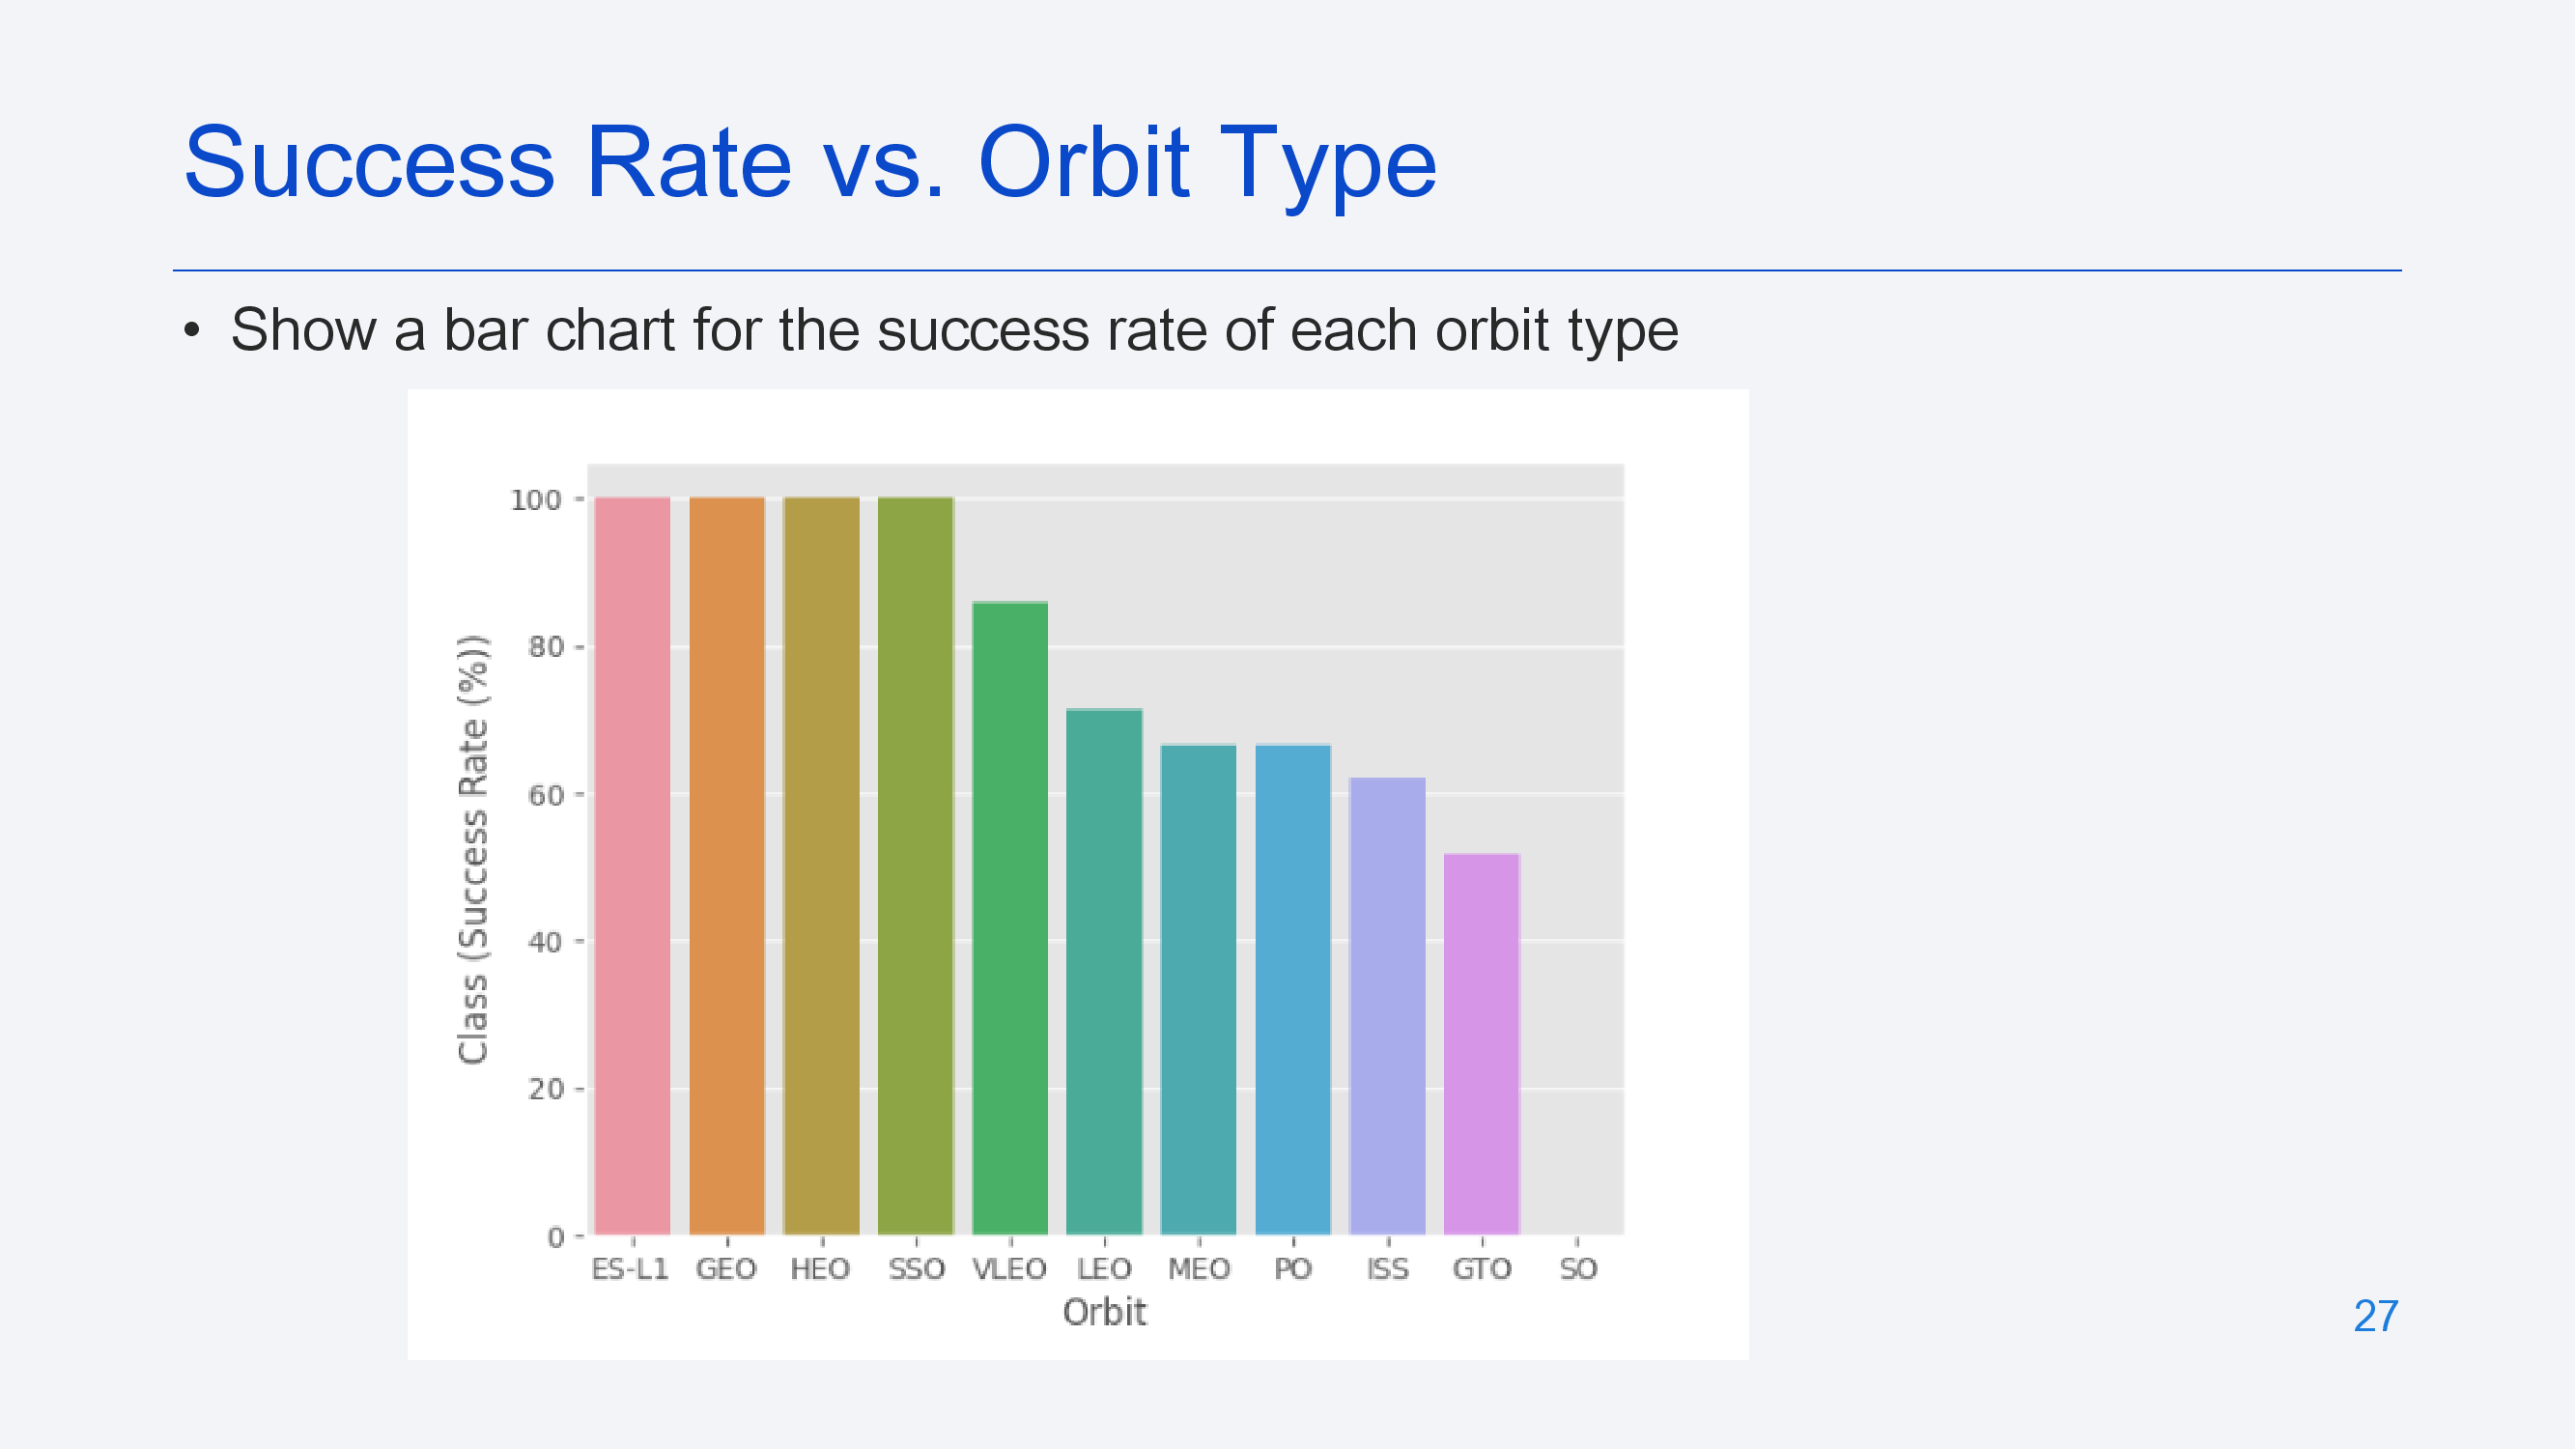 Success Rate vs. Orbit Type
• Show a bar chart for the success rate of each orbit type
Class (Success Rate (%))
100
80
60
40
20
0
ES-L1 GEO HEO SSO VLEO LEO MEO PO ISS GTO SO
Orbit
27